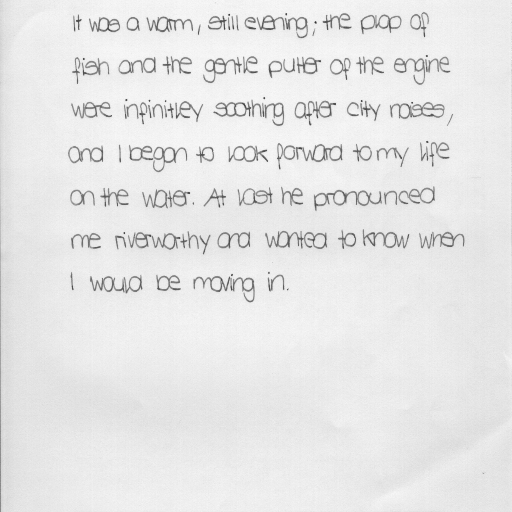 It was a warm, still evening; the plop of
fish and the gentle putter of the engine
were infinitley soothing after city noises,
and I began to look forward to my life
on the water. At last he pronounced
me riverworthy and wanted to know when
I would be moving in.